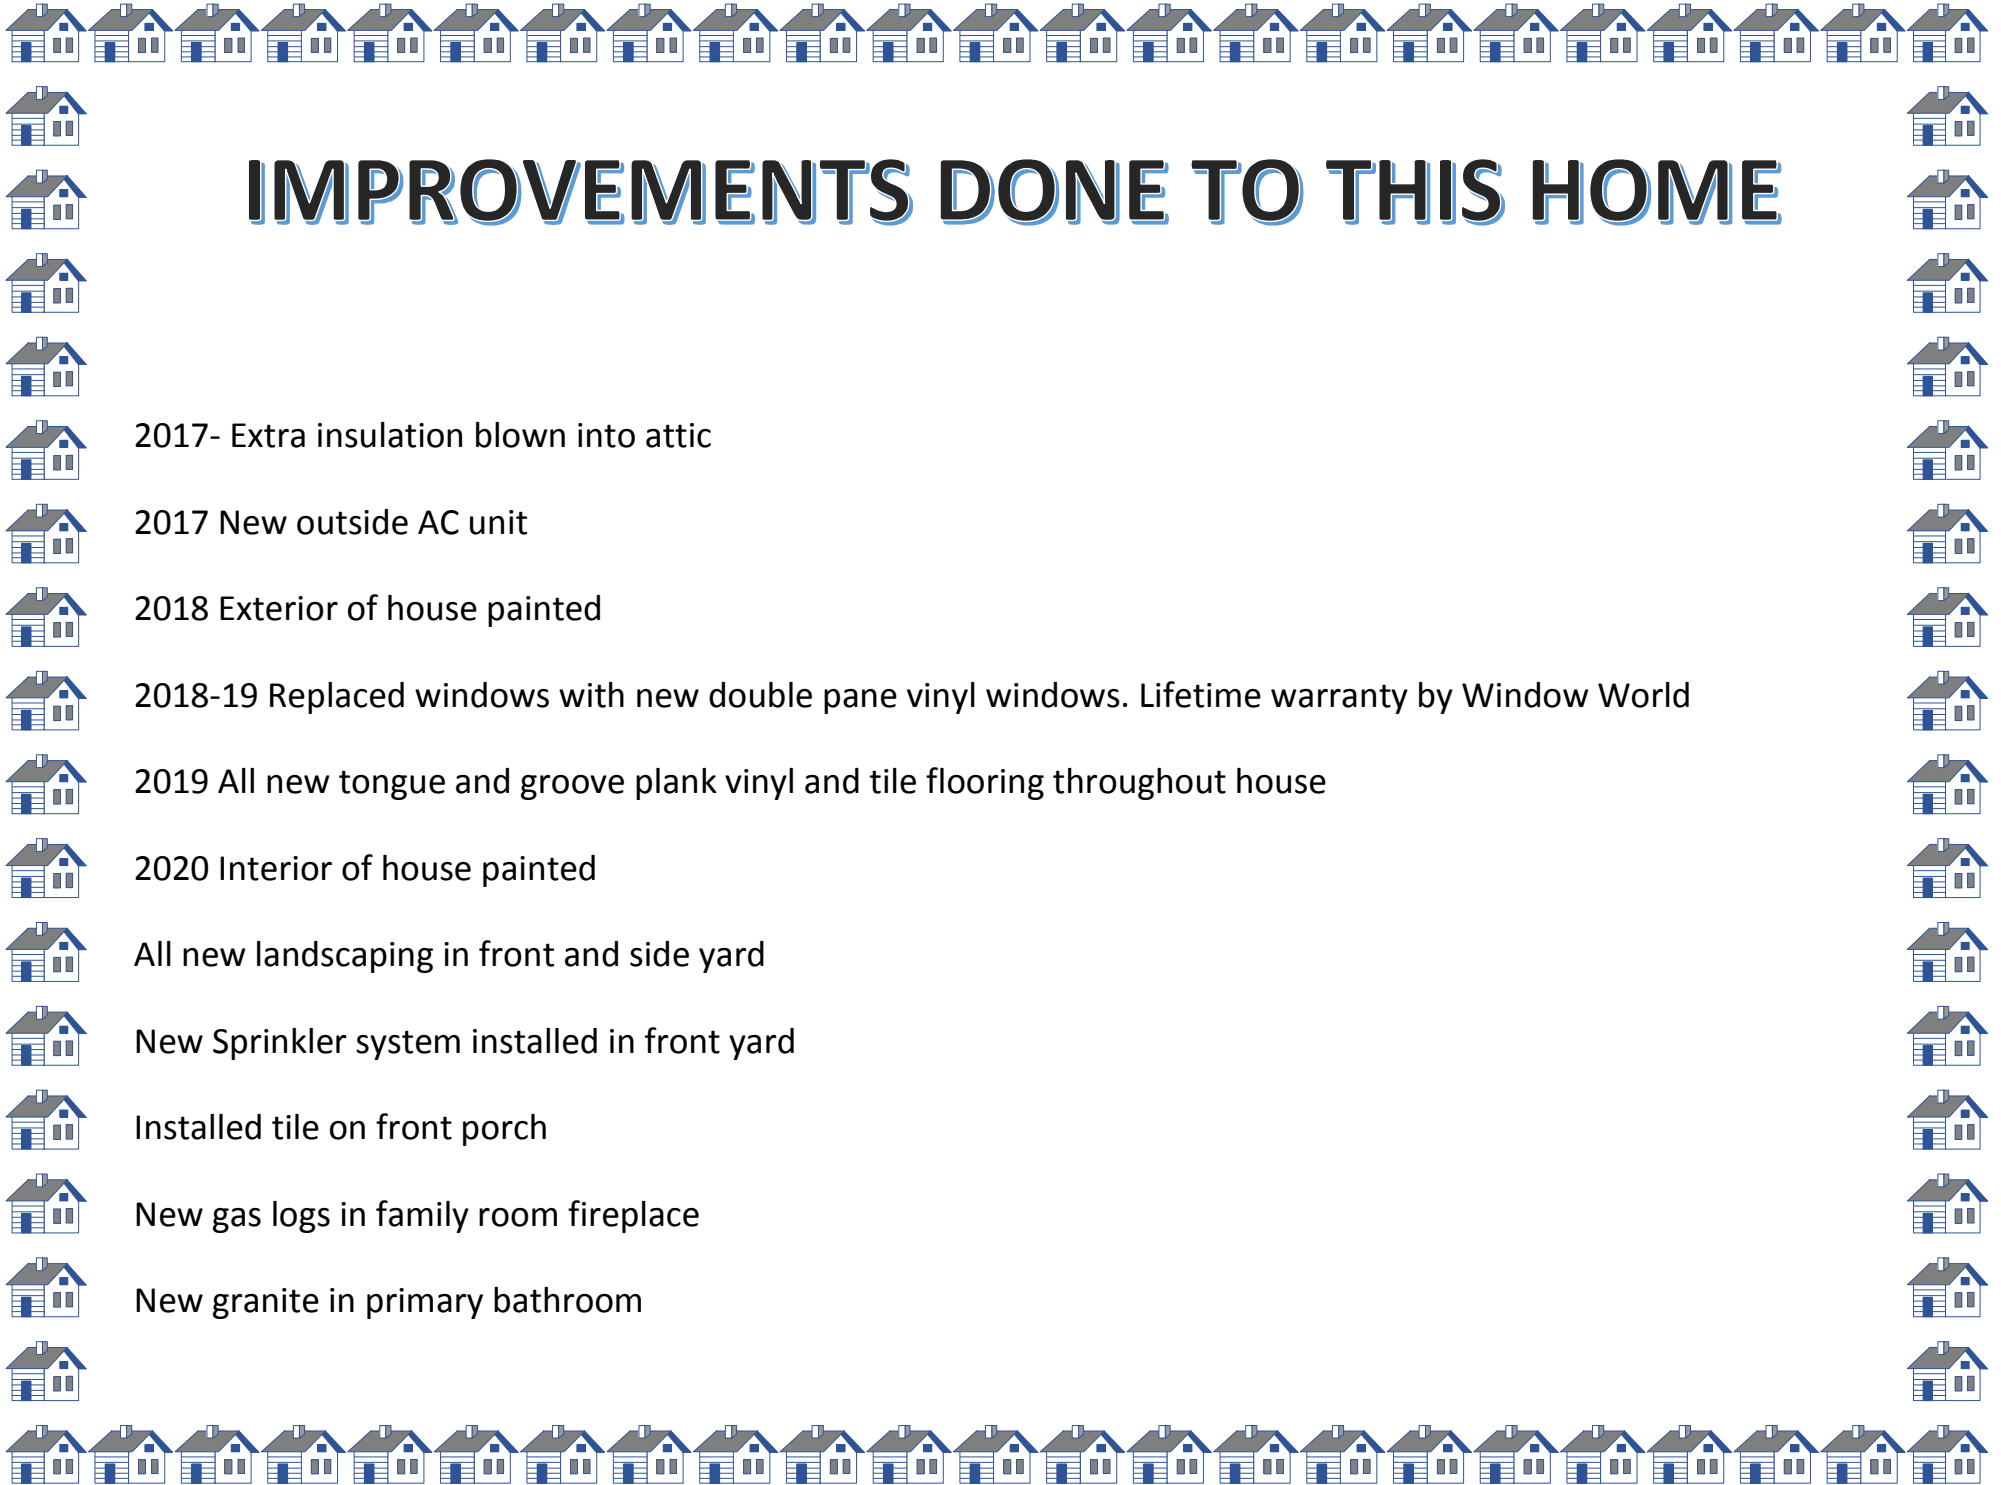 IMPROVEMENTS DONE TO THIS HOME
2017- Extra insulation blown into attic
2017 New outside AC unit
2018 Exterior of house painted
2018-19 Replaced windows with new double pane vinyl windows. Lifetime warranty by Window World
2019 All new tongue and groove plank vinyl and tile flooring throughout house
2020 Interior of house painted
All new landscaping in front and side yard
New Sprinkler system installed in front yard
Installed tile on front porch
New gas logs in family room fireplace
New granite in primary bathroom